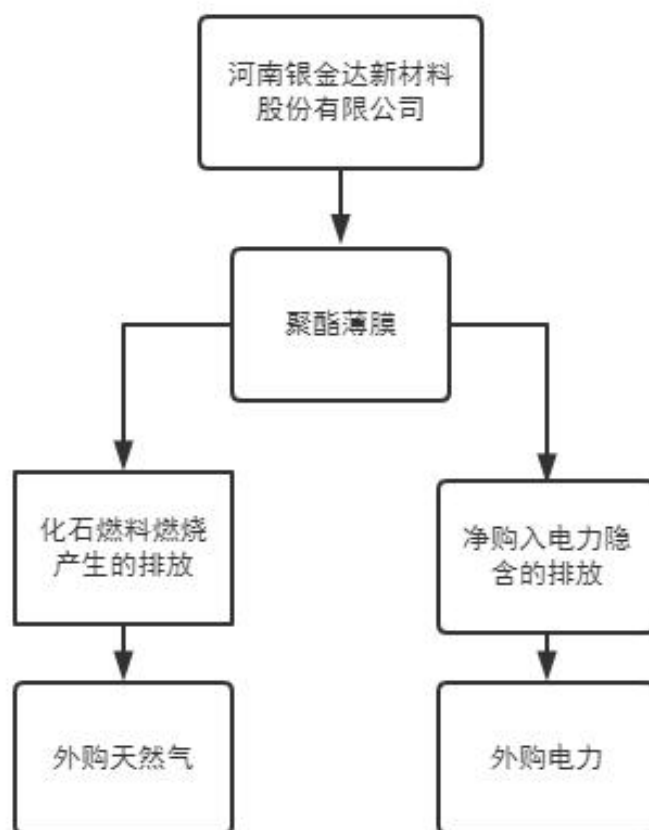 河南银金达新材料
股份有限公司
聚酯薄膜
化石燃料燃烧
产生的排放
净购入电力隐
含的排放
外购天然气
外购电力